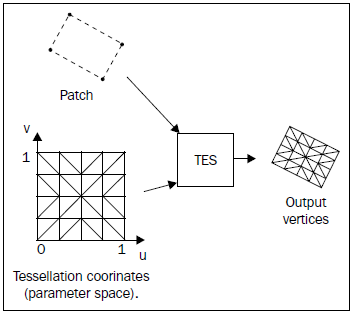 Patch
v
1
TES
0
1
u
Output
vertices
Tessellation coorinates
(parameter space).